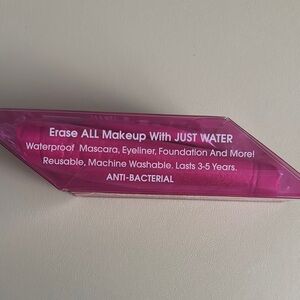 Erase ALL Makeup With JUST WATER
Waterproof Mascara, Eyeliner, Foundation And More!
Reusable, Machine Washable. Lasts 3-5 Years.
ANTI-BACTERIAL